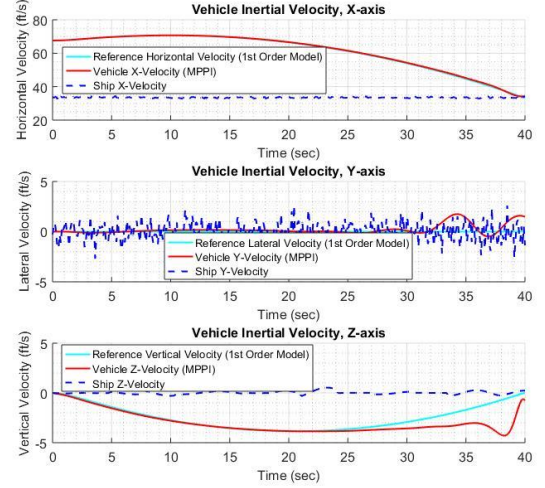 Vehicle Inertial Velocity, X-axis
Horizontal Velocity (ft/s)
80
60
40
20
Reference Horizontal Velocity (1st Order Model)
Vehicle X-Velocity (MPPI)
Ship X-Velocity
0 5 10 15 20 25 30 35 40
Time (sec)
Vehicle Inertial Velocity, Y-axis
Lateral Velocity (ft/s)
5
0
-5
Reference Lateral Velocity (1st Order Model)
Vehicle Y-Velocity (MPPI)
Ship Y-Velocity
0 5 10 15 20 25 30 35 40
Time (sec)
Vehicle Inertial Velocity, Z-axis
Vertical Velocity (ft/s)
5
0
-5
Reference Vertical Velocity (1st Order Model)
Vehicle Z-Velocity (MPPI)
Ship Z-Velocity
0 5 10 15 20 25 30 35 40
Time (sec)